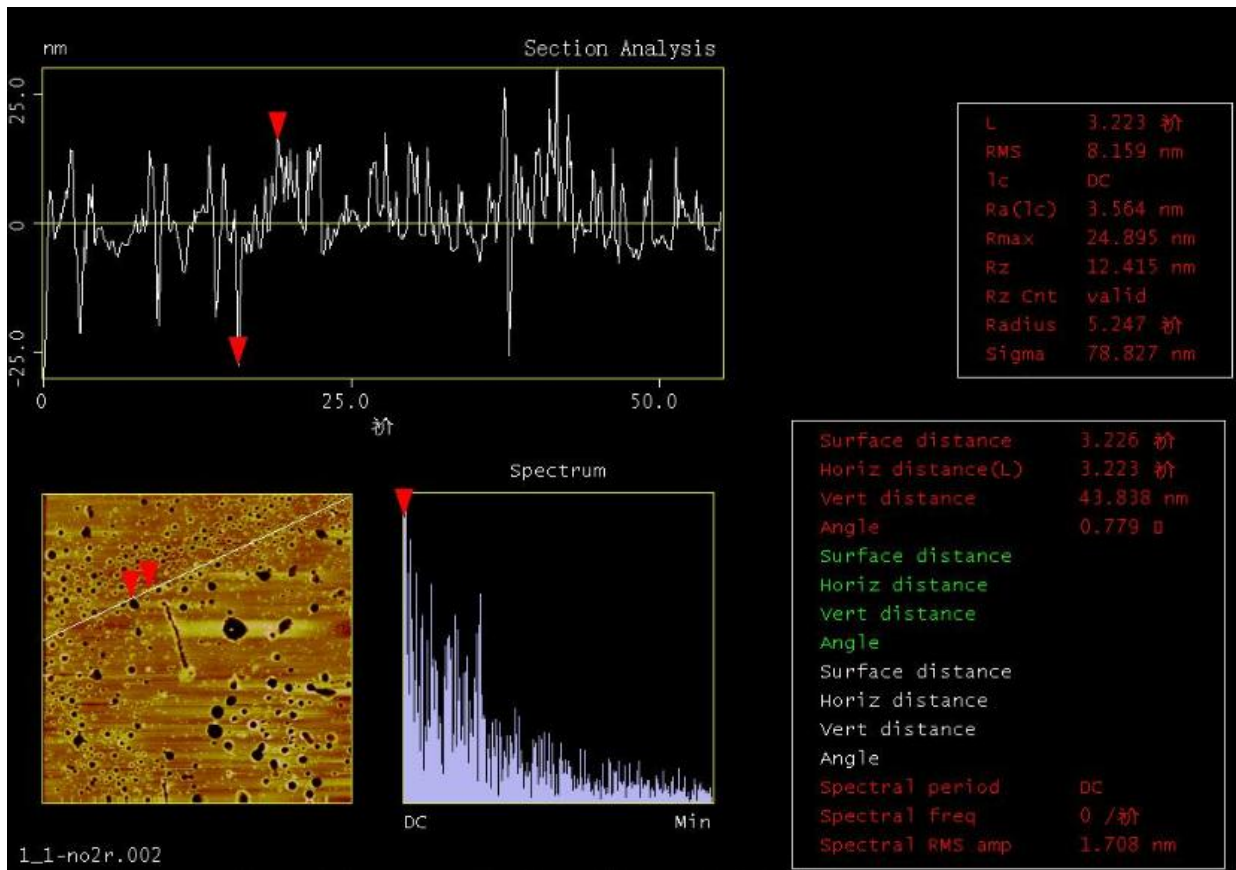 nm
Section Analysis
25.0
0
-25.0
0
25.0
50.0
L 3.223
RMS 8.159 nm
lc DC
Ra(lc) 3.564 nm
Rmax 24.895 nm
Rz 12.415 nm
Rz Cnt valid
Radius 5.247
Sigma 78.827 nm
Spectrum
DC
Min
Surface distance 3.226
Horiz distance(L) 3.223
Vert distance 43.838 nm
Angle 0.779
Surface distance
Horiz distance
Vert distance
Angle
Surface distance
Horiz distance
Vert distance
Angle
Spectral period DC
Spectral freq 0 /
Spectral RMS amp 1.708 nm
1_1-no2r.002